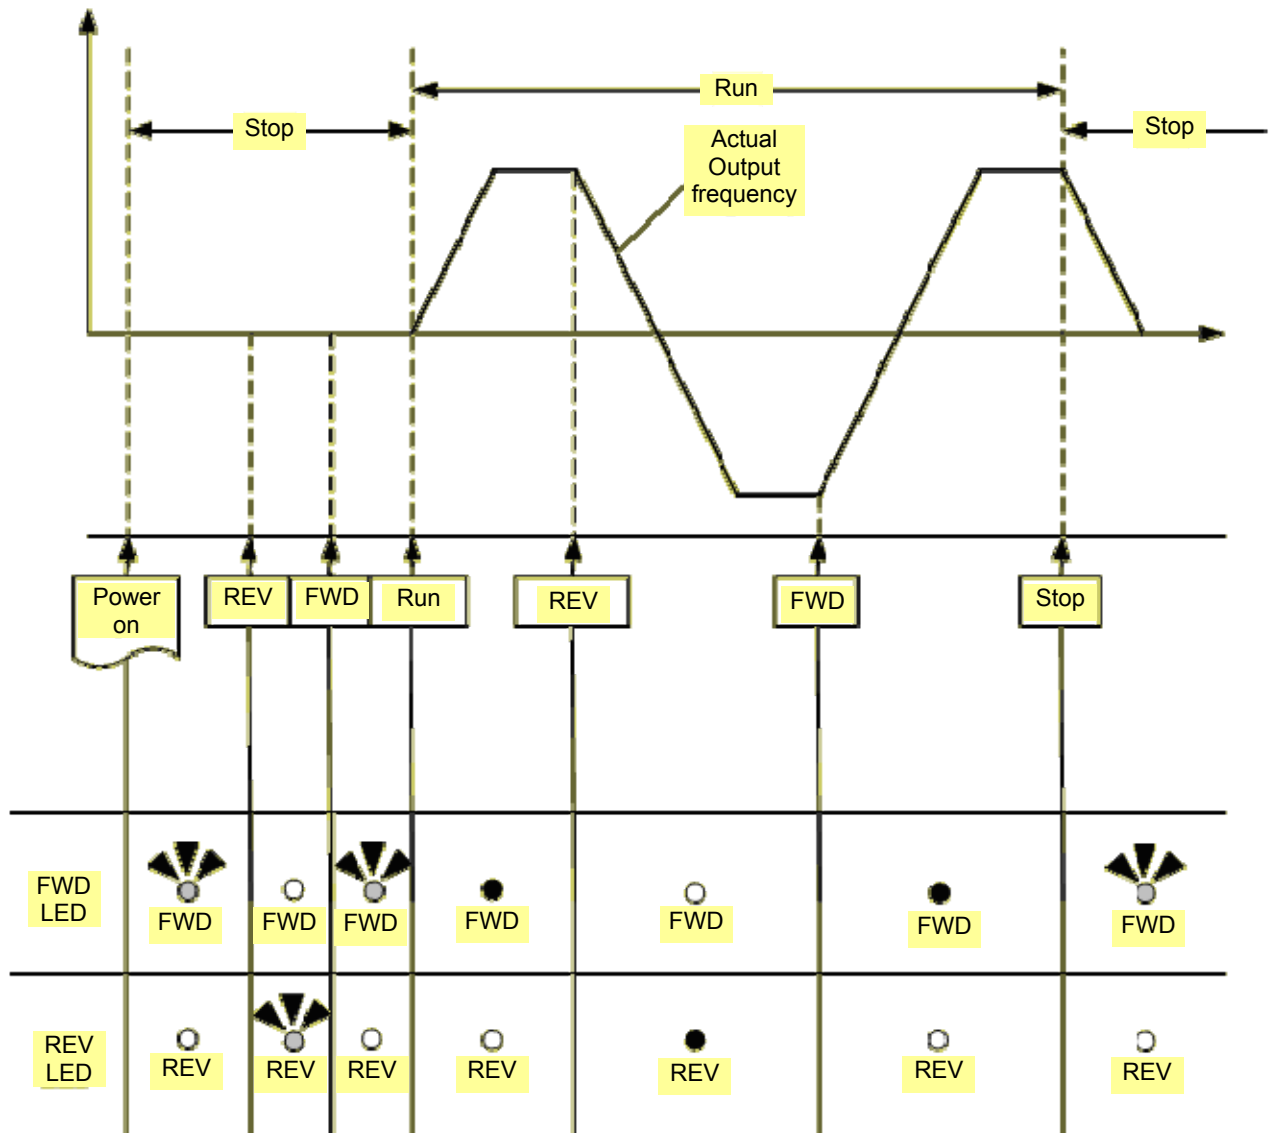 Run
Stop
Stop
Actual
Output
frequency
Power
on
REV
FWD
Run
REV
FWD
Stop
FWD
LED
FWD
FWD
FWD
FWD
FWD
FWD
FWD
REV
LED
REV
REV
REV
REV
REV
REV
REV